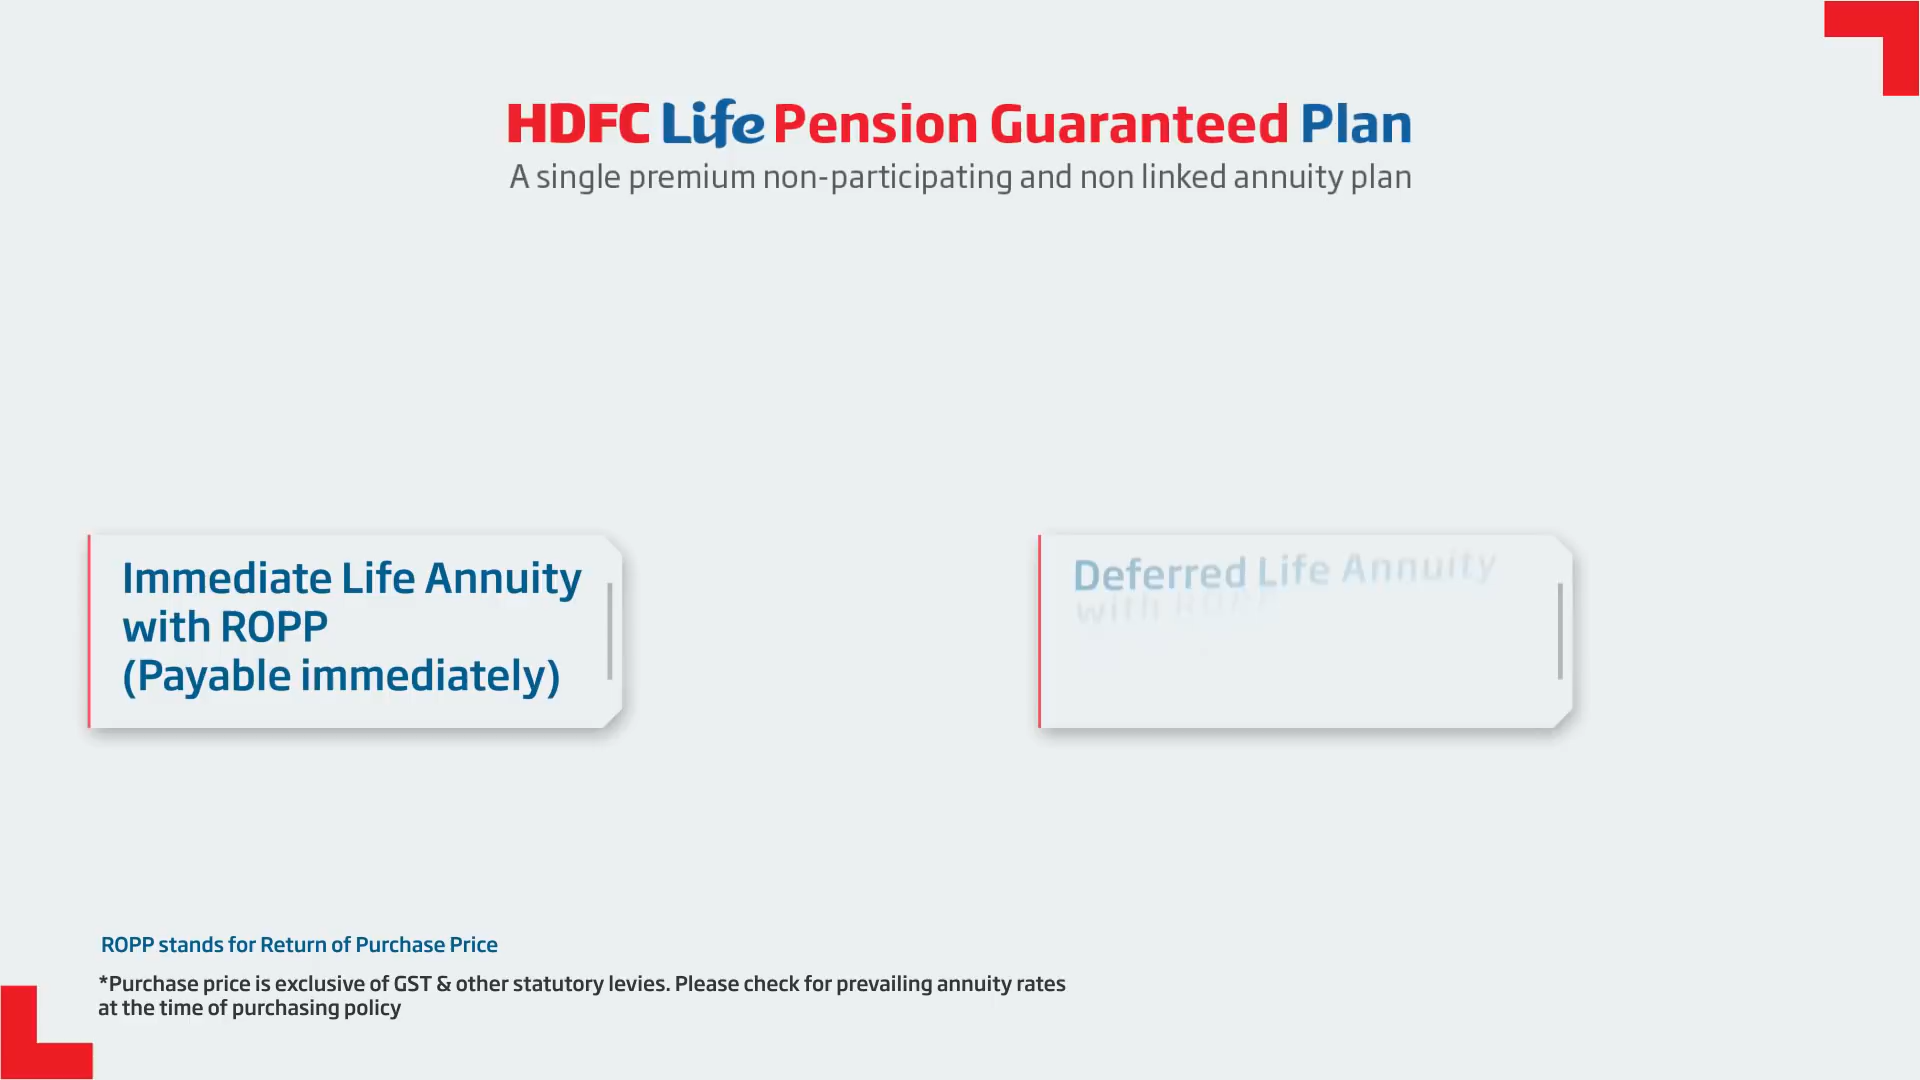 HDFC Life Pension Guaranteed Plan
A single premium non-participating and non linked annuity plan
Immediate Life Annuity
with ROPP
(Payable immediately)
Deferred Life Annuity
with ROPP
ROPP stands for Return of Purchase Price
*Purchase price is exclusive of GST & other statutory levies. Please check for prevailing annuity rates
at the time of purchasing policy